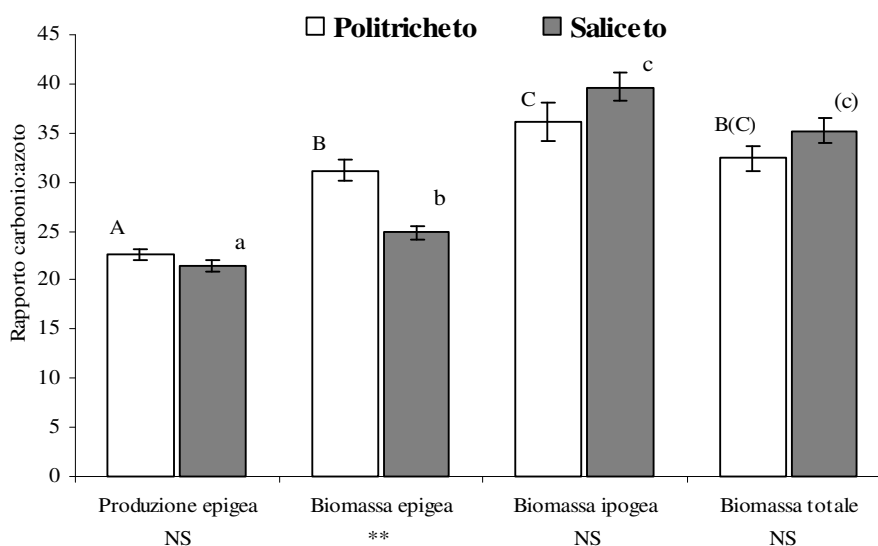 Politricheto Saliceto
Rapporto carbonio:azoto
45
40
35
30
25
20
15
10
5
0
A
a
B
b
C
c
B(C)
(c)
Produzione epigea Biomassa epigea Biomassa ipogea Biomassa totale
NS ** NS NS